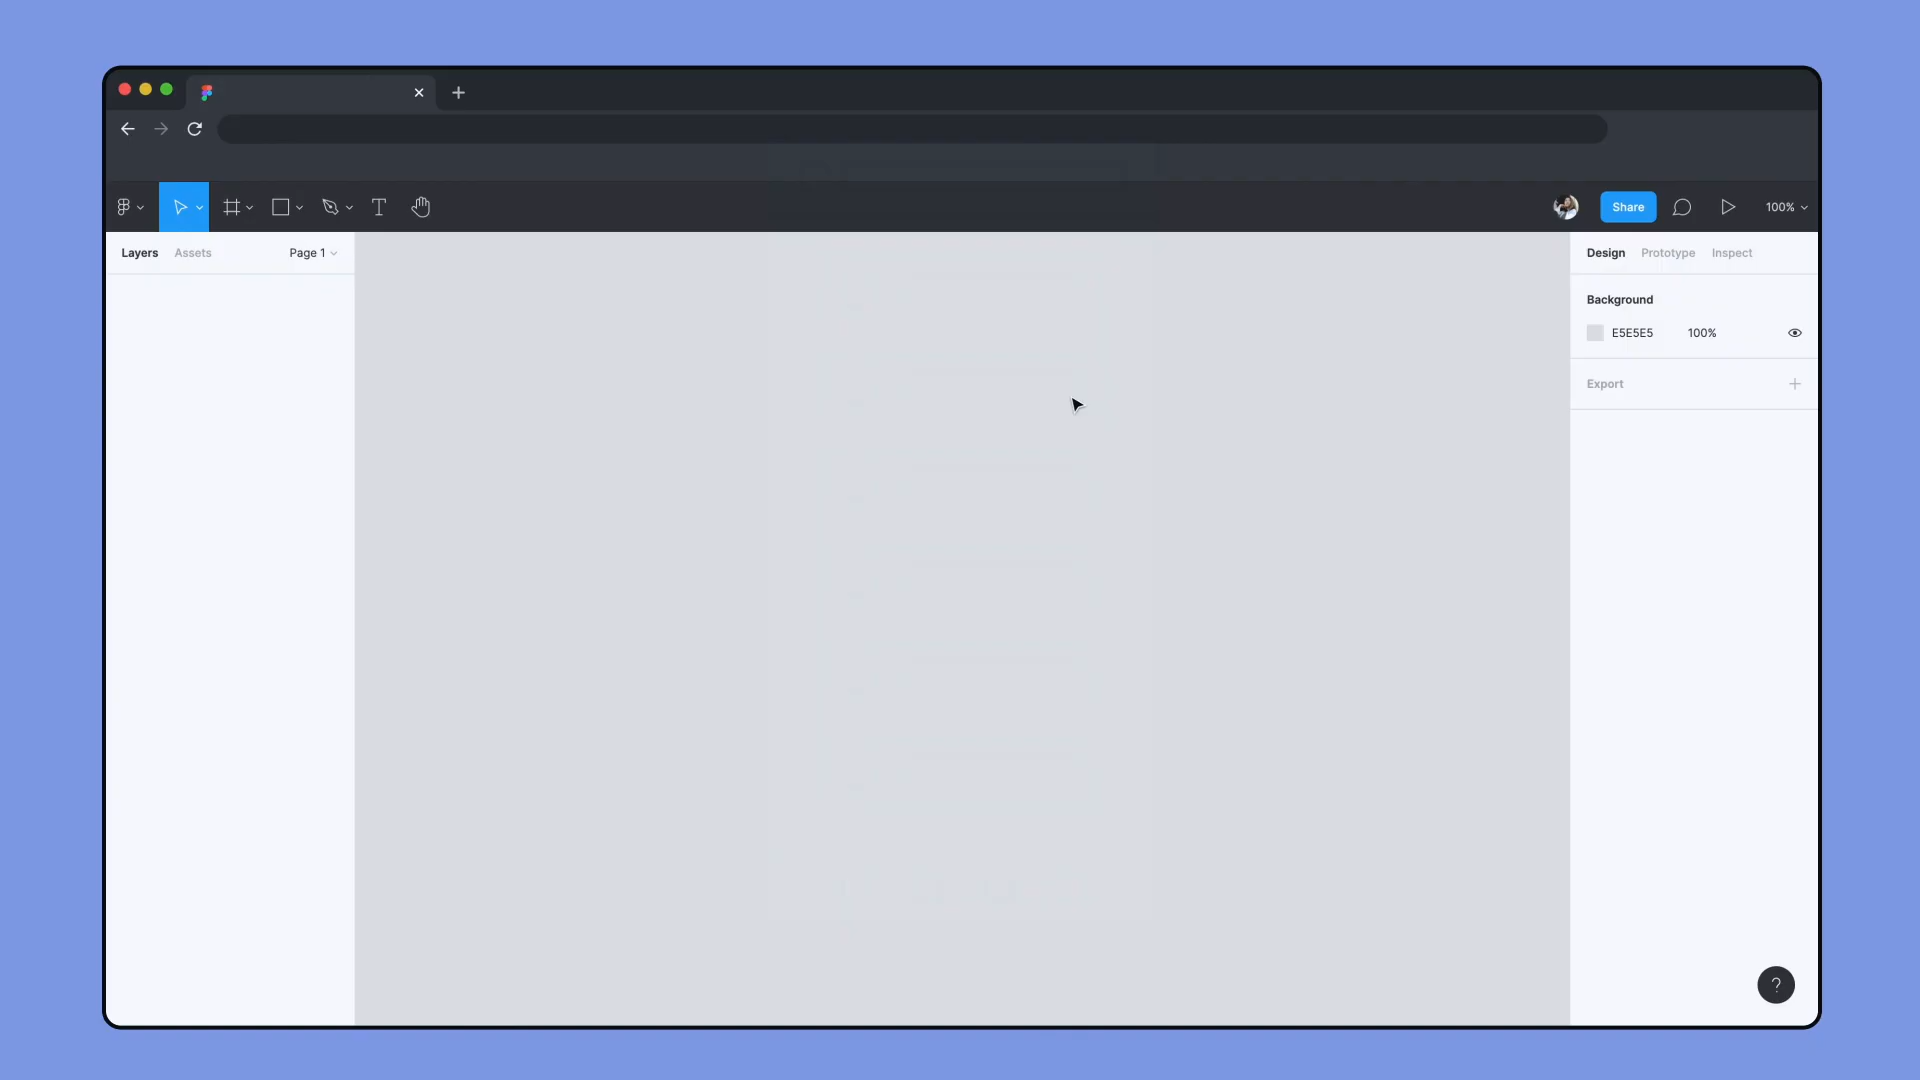 Share
100%
Layers Assets Page 1
Design Prototype Inspect
Background
E5E5E5 100%
Export
?